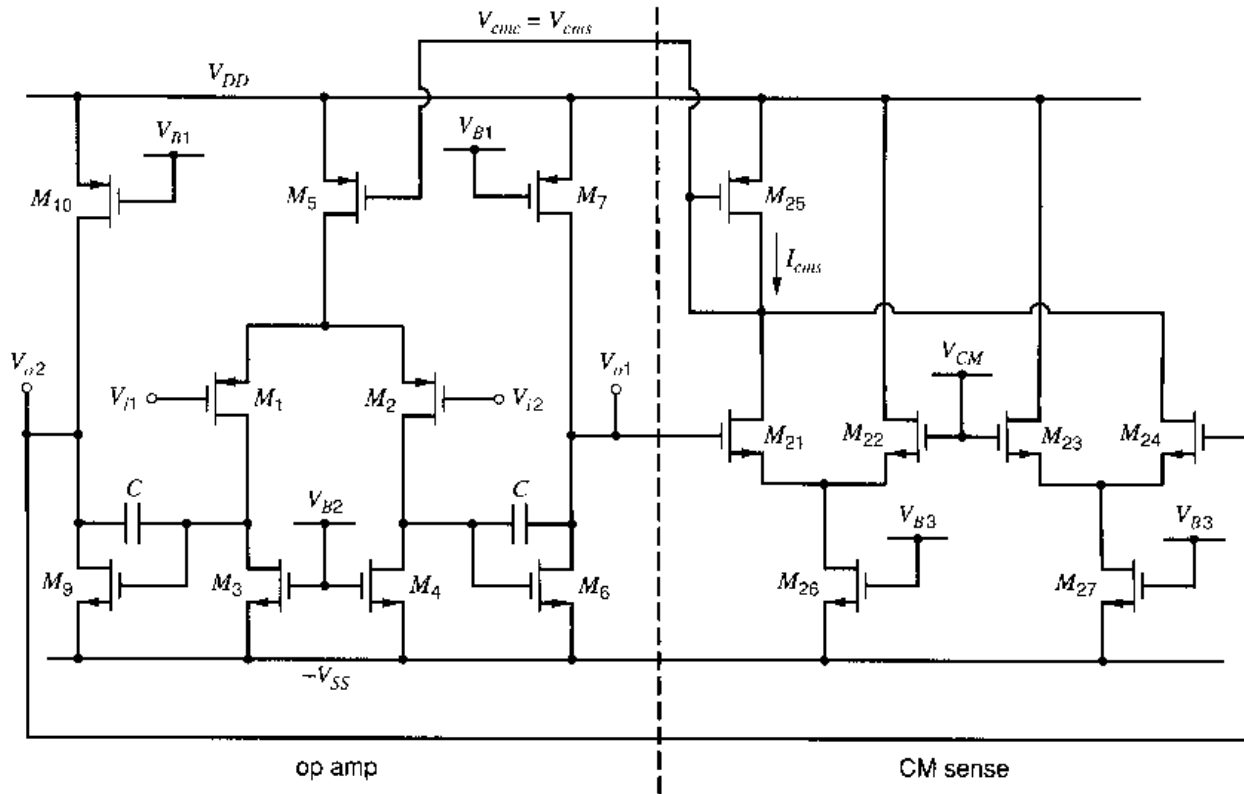 V_cmc = V_cms
V_DD
V_B1
V_B1
M_10
M_5
M_7
M_25
I_cms
V_CM
V_o2
V_i1
M_1
M_2
V_i2
V_o1
M_21
M_22
M_23
M_24
C
V_B2
C
V_B3
V_B3
M_9
M_3
M_4
M_6
M_26
M_27
−V_SS
op amp
CM sense